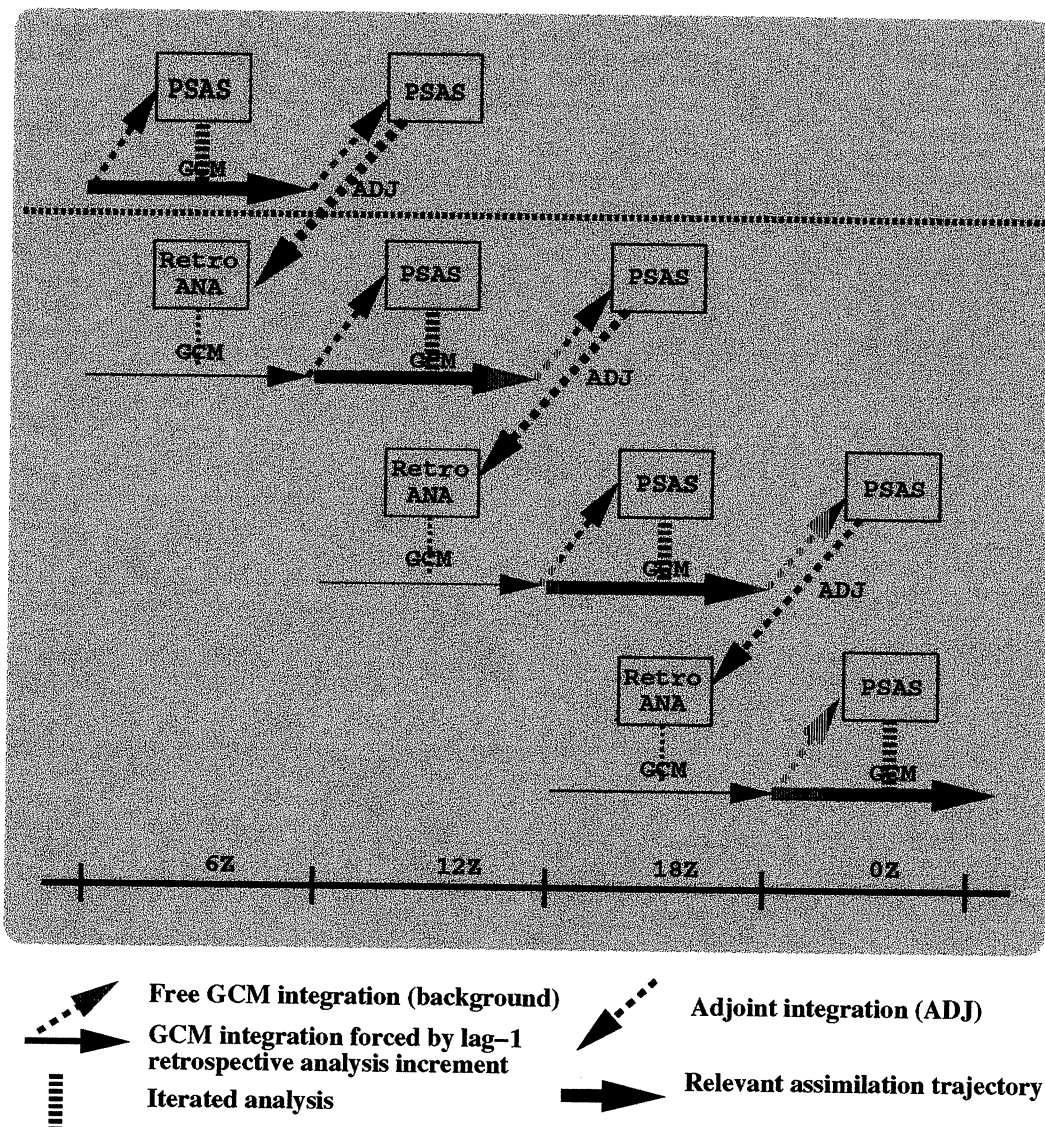 PSAS
PSAS
GCM
ADJ
Retro
ANA
PSAS
PSAS
GCM
GCM
ADJ
Retro
ANA
PSAS
PSAS
GCM
GCM
ADJ
Retro
ANA
PSAS
GCM
GCM
6Z
12Z
18Z
0Z
Free GCM integration (background)
GCM integration forced by lag−1
retrospective analysis increment
Iterated analysis
Adjoint integration (ADJ)
Relevant assimilation trajectory